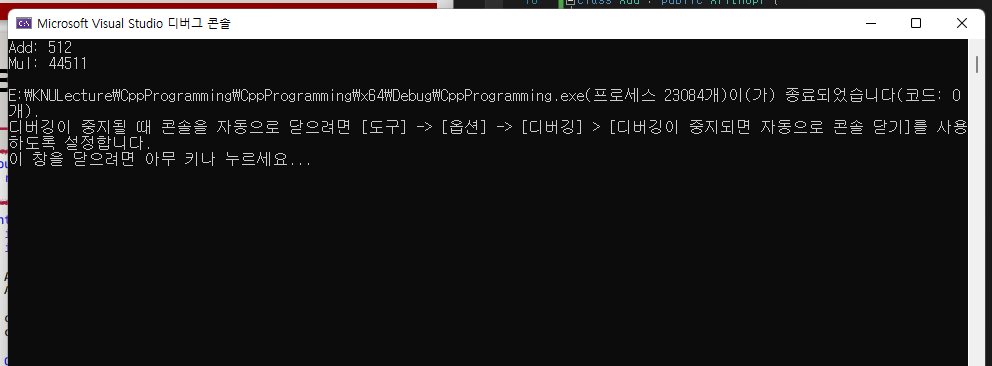 class Add : public ArithOp1 {
Microsoft Visual Studio 디버그 콘솔
Add: 512
Mul: 44511
E:\KNULecture\CppProgramming\CppProgramming\x64\Debug\CppProgramming.exe(프로세스 23084개)이(가) 종료되었습니다(코드: 0
개).
디버깅이 중지될 때 콘솔을 자동으로 닫으려면 [도구] -> [옵션] -> [디버깅] > [디버깅이 중지되면 자동으로 콘솔 닫기]를 사용
하도록 설정합니다.
이 창을 닫으려면 아무 키나 누르세요...